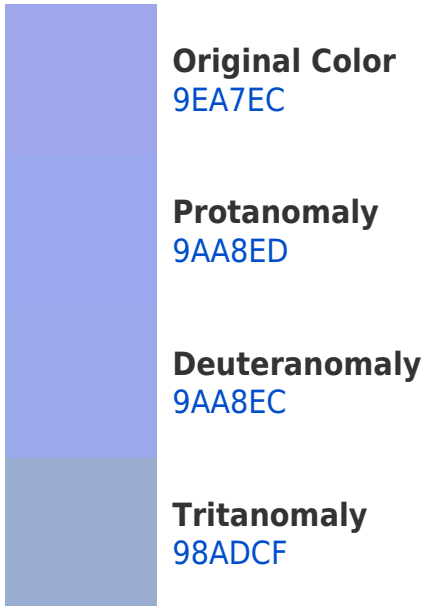 Original Color
9EA7EC
Protanomaly
9AA8ED
Deuteranomaly
9AA8EC
Tritanomaly
98ADCF